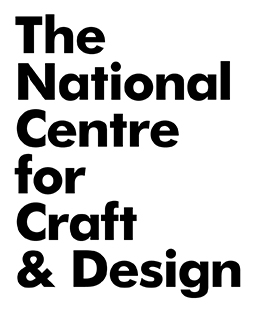 The
National
Centre
for
Craft
& Design